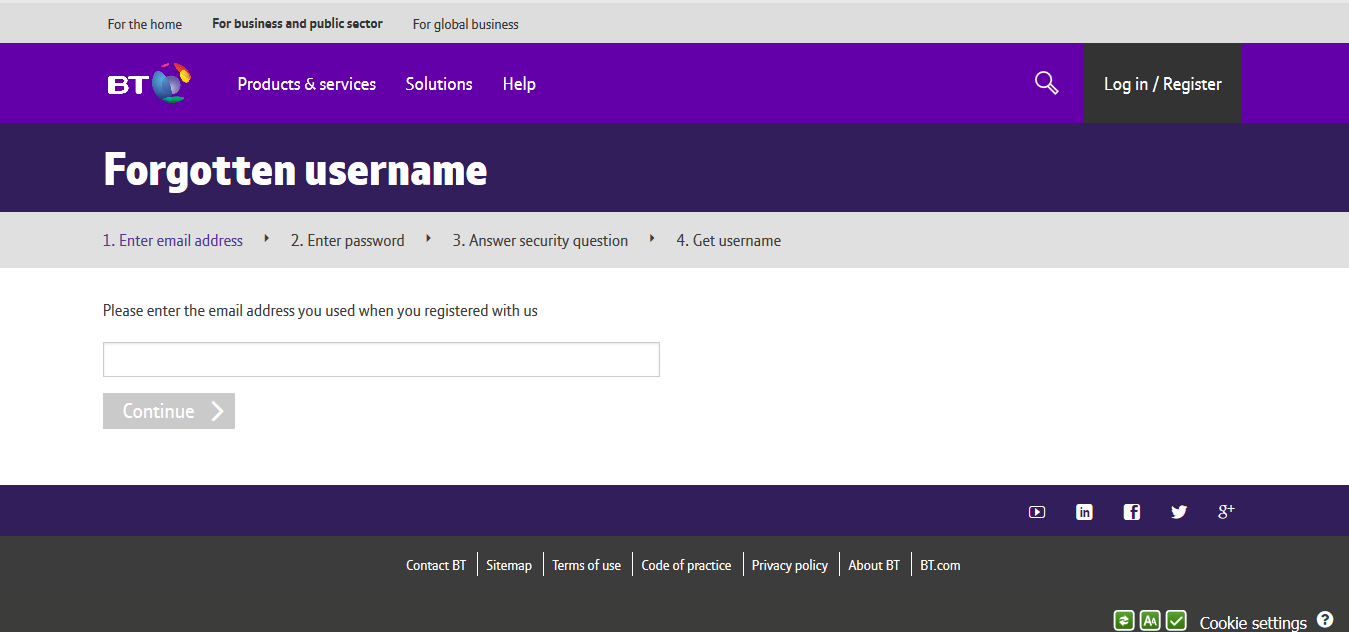 For the home For business and public sector For global business
BT Products & services Solutions Help Log in / Register
Forgotten username
1. Enter email address 2. Enter password 3. Answer security question 4. Get username
Please enter the email address you used when you registered with us
Continue
in f g+
Contact BT Sitemap Terms of use Code of practice Privacy policy About BT BT.com
AA Cookie settings ?